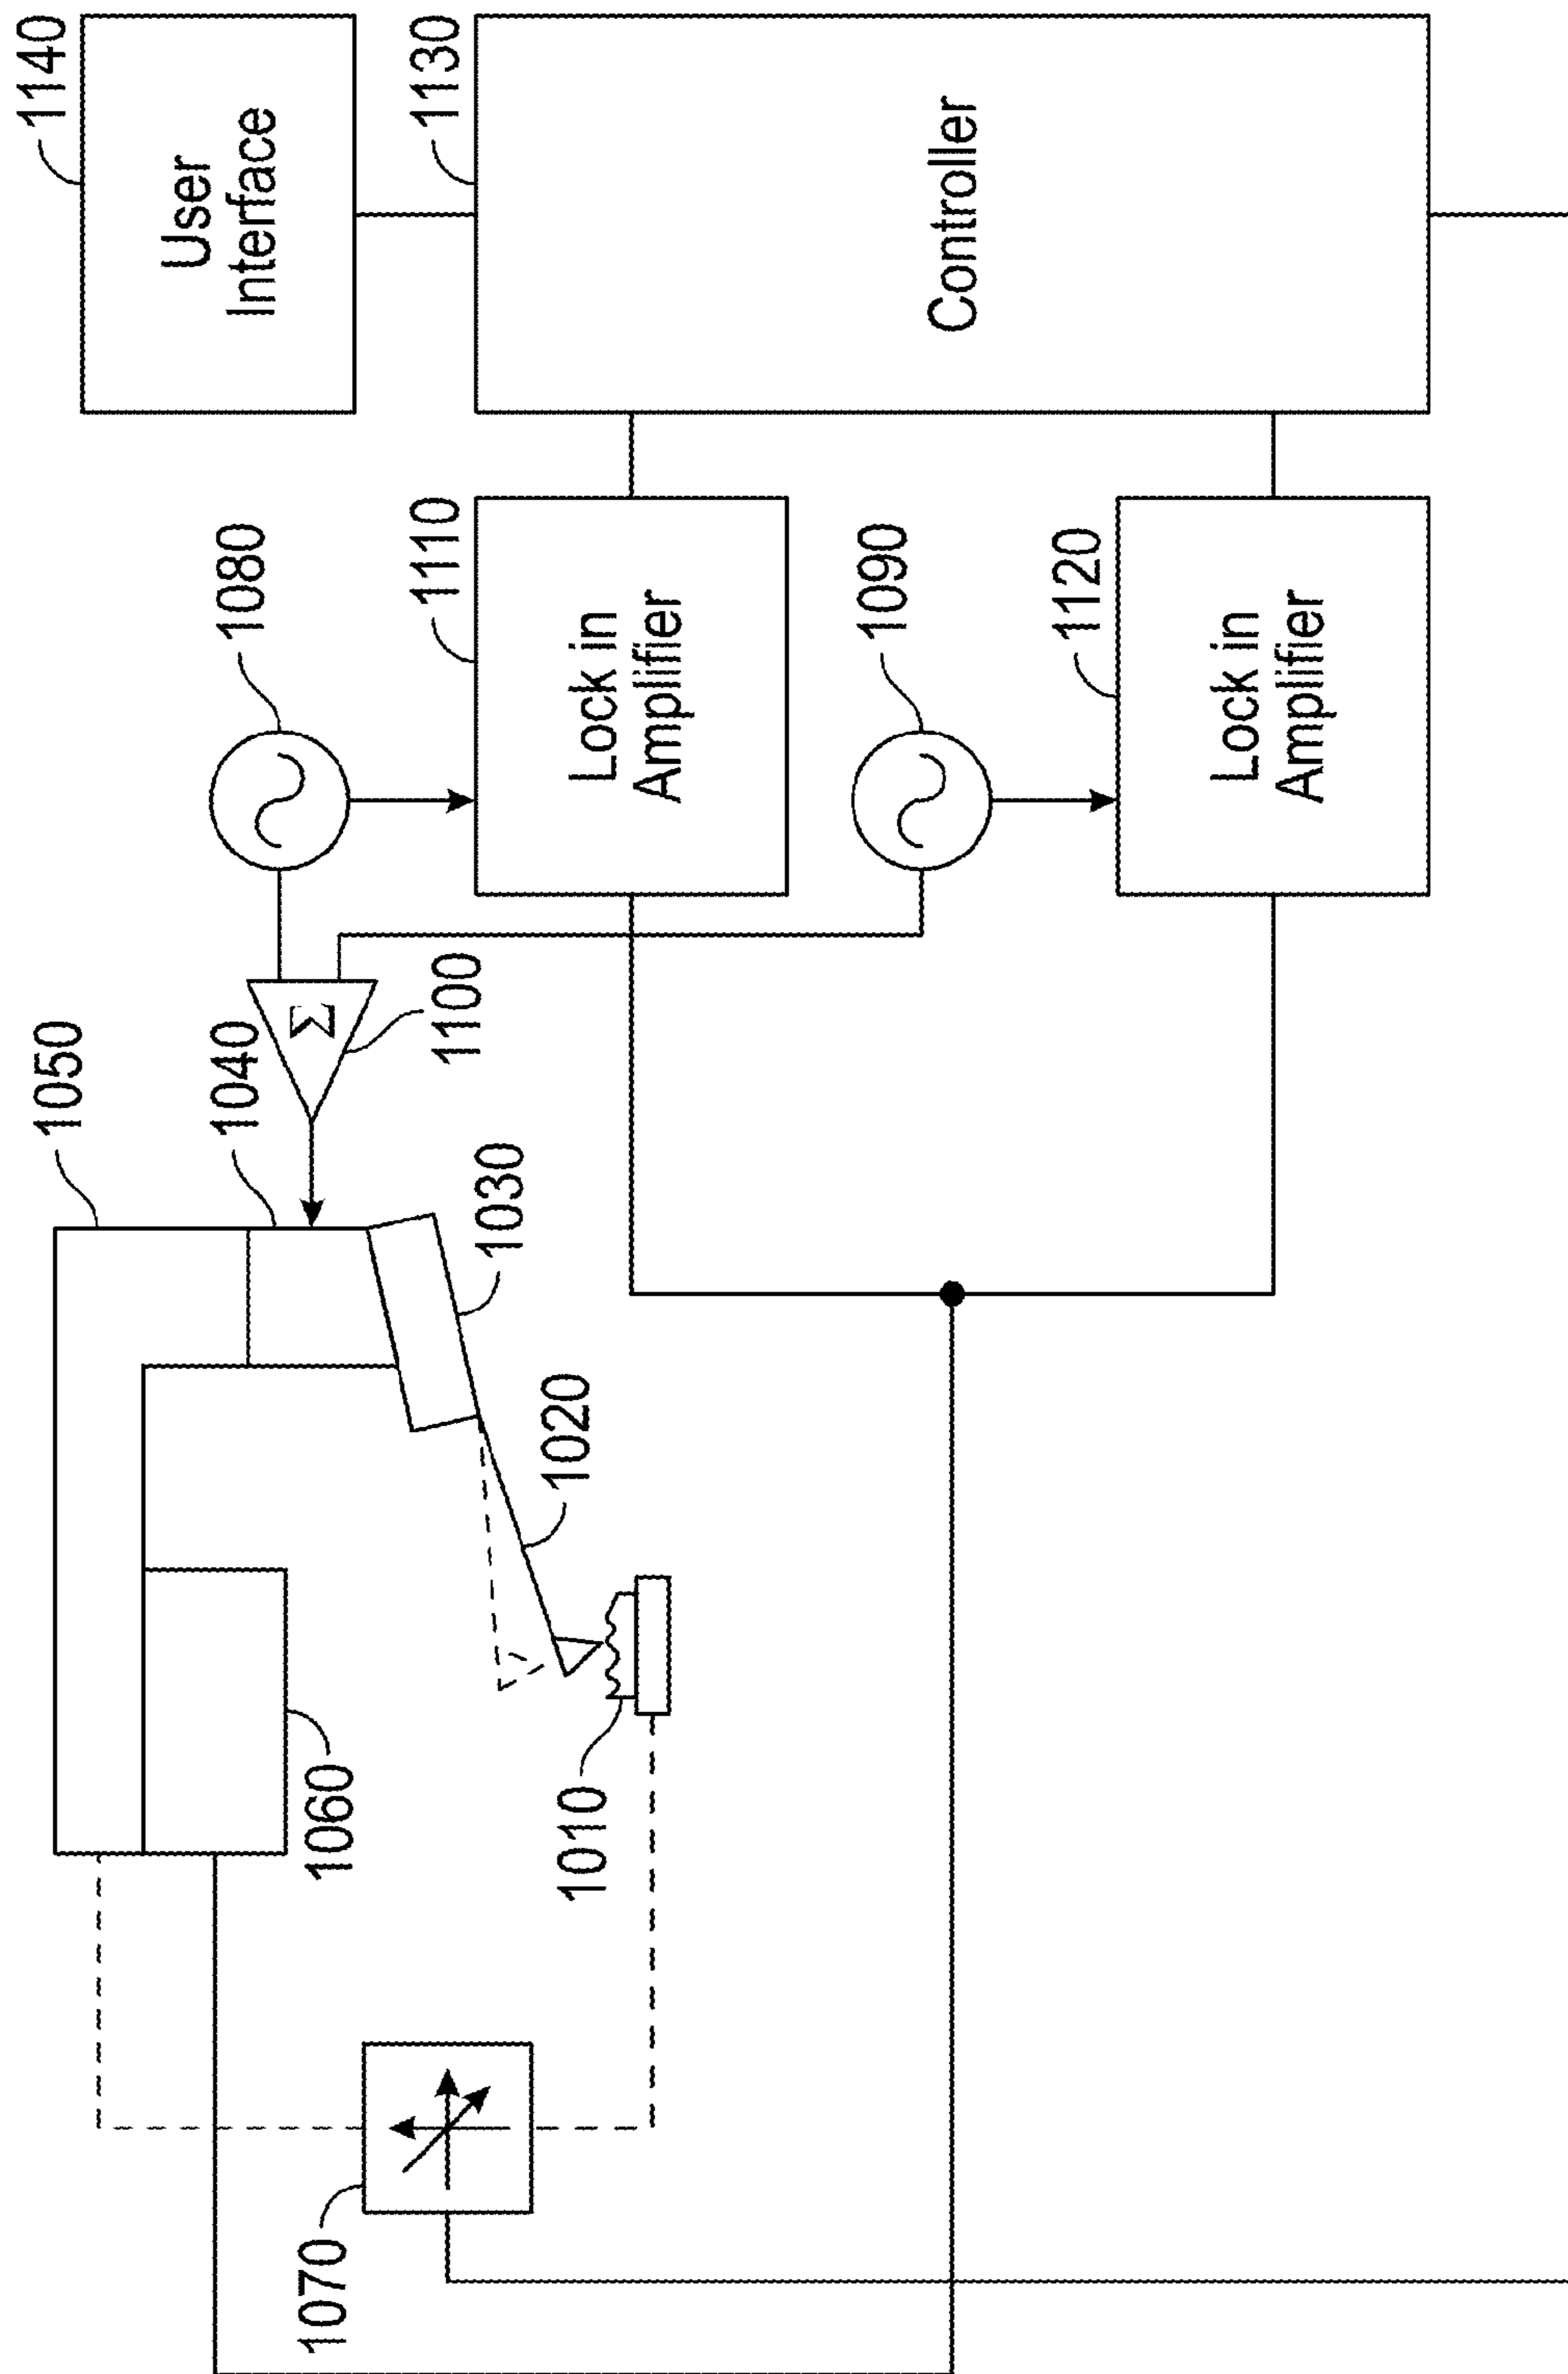 1050
1040
1030
1020
1060
1010
1070
Σ
1100
1080
1110
Lock in
Amplifier
1090
1120
Lock in
Amplifier
1140
User
Interface
1130
Controller